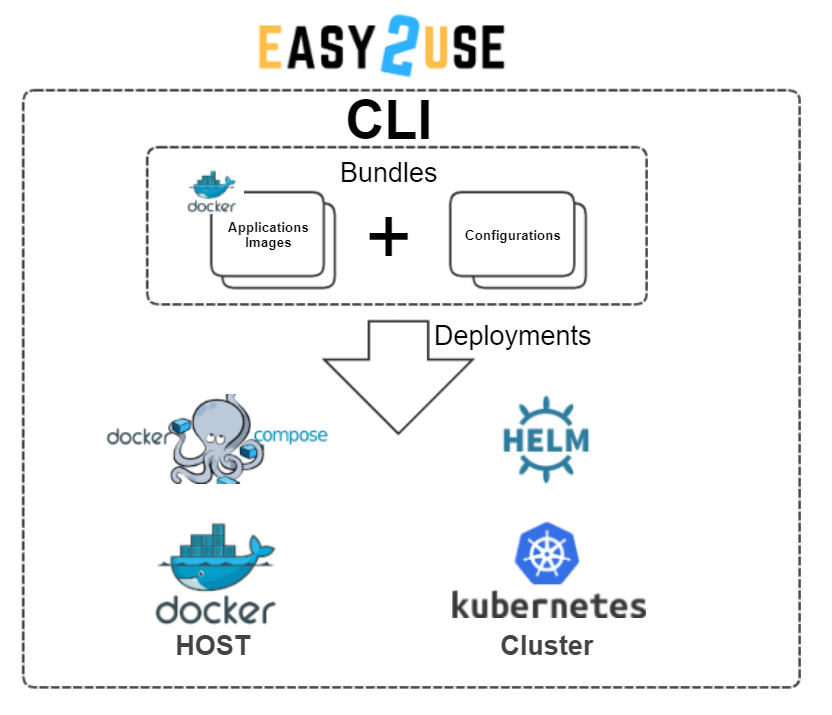 EASY2USE
CLI
Bundles
docker
Applications
Images
+
Configurations
Deployments
docker compose
HELM
docker
HOST
kubernetes
Cluster